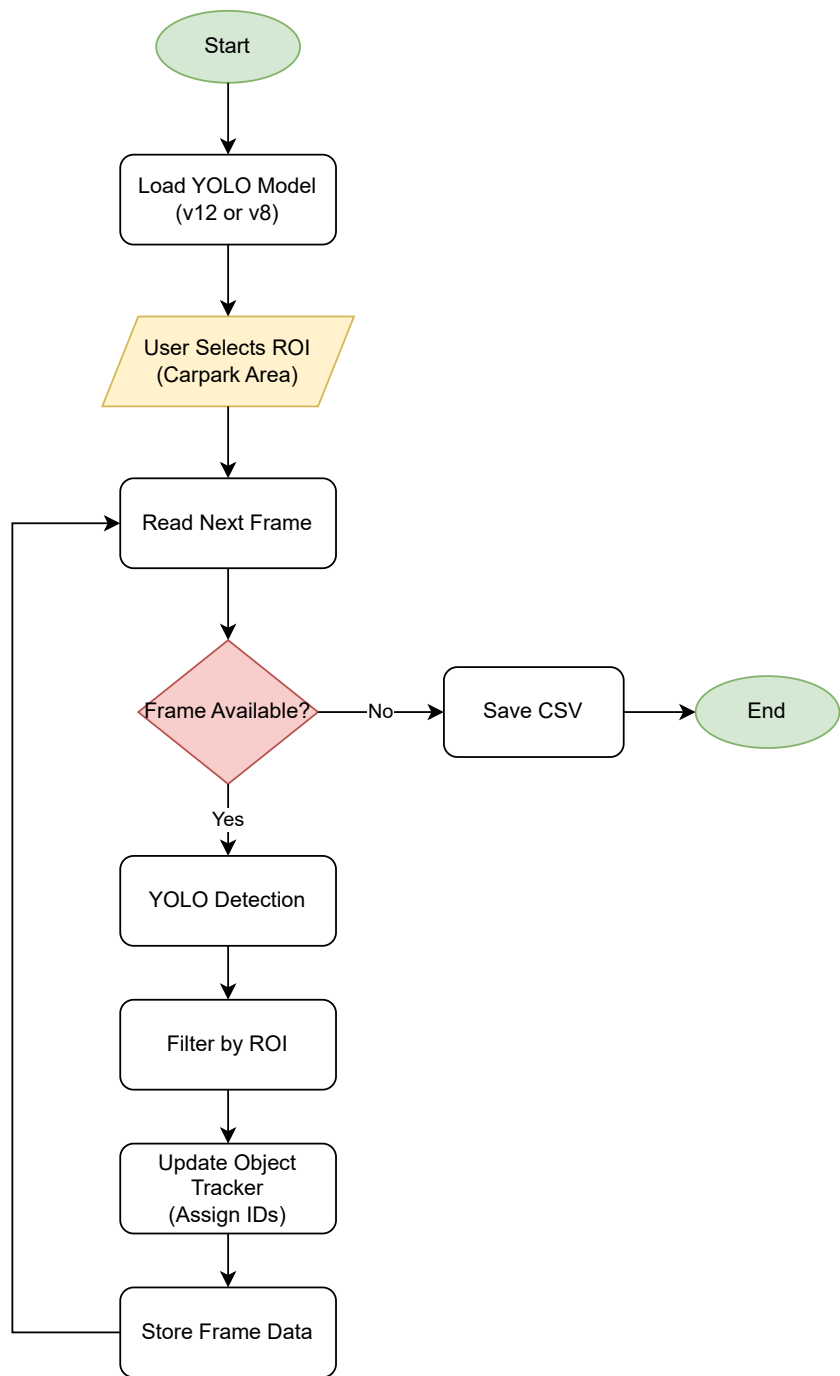 Start
Load YOLO Model
(v12 or v8)
User Selects ROI
(Carpark Area)
Read Next Frame
Frame Available?
No
Save CSV
End
Yes
YOLO Detection
Filter by ROI
Update Object
Tracker
(Assign IDs)
Store Frame Data